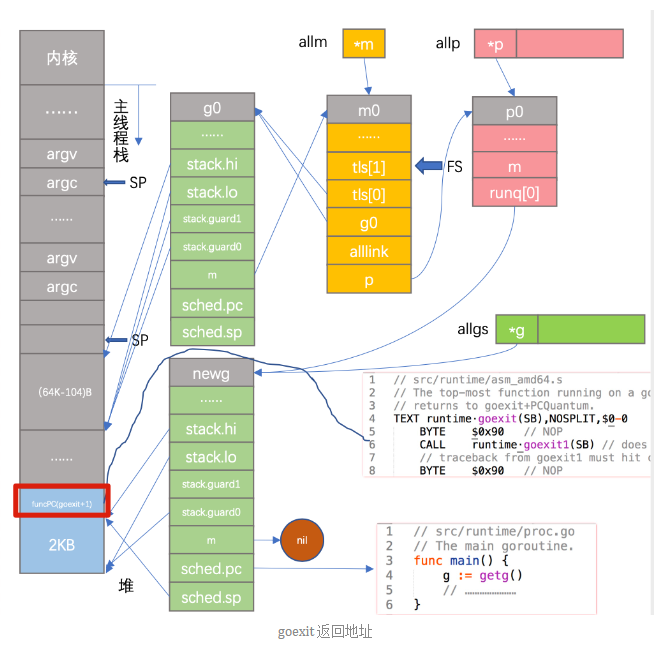 内核
……
argv
argc
……
argv
argc
(64K-104)B
……
funcPC(goexit+1)
2KB
主线程栈
SP
SP
堆
g0
……
stack.hi
stack.lo
stack.guard1
stack.guard0
m
sched.pc
sched.sp
allm
*m
m0
……
tls[1]
tls[0]
g0
alllink
p
FS
allp
*p
p0
……
m
runq[0]
allgs
*g
newg
……
stack.hi
stack.lo
stack.guard1
stack.guard0
m
sched.pc
sched.sp
nil
1 // src/runtime/asm_amd64.s
2 // The top-most function running on a go
3 // returns to goexit+PCQuantum.
4 TEXT runtime·goexit(SB),NOSPLIT,$0-0
5 BYTE $0x90 // NOP
6 CALL runtime·goexit1(SB) // does
7 // traceback from goexit1 must hit c
8 BYTE $0x90 // NOP
1 // src/runtime/proc.go
2 // The main goroutine.
3 func main() {
4 g := getg()
5 // …………………
6 }
goexit 返回地址